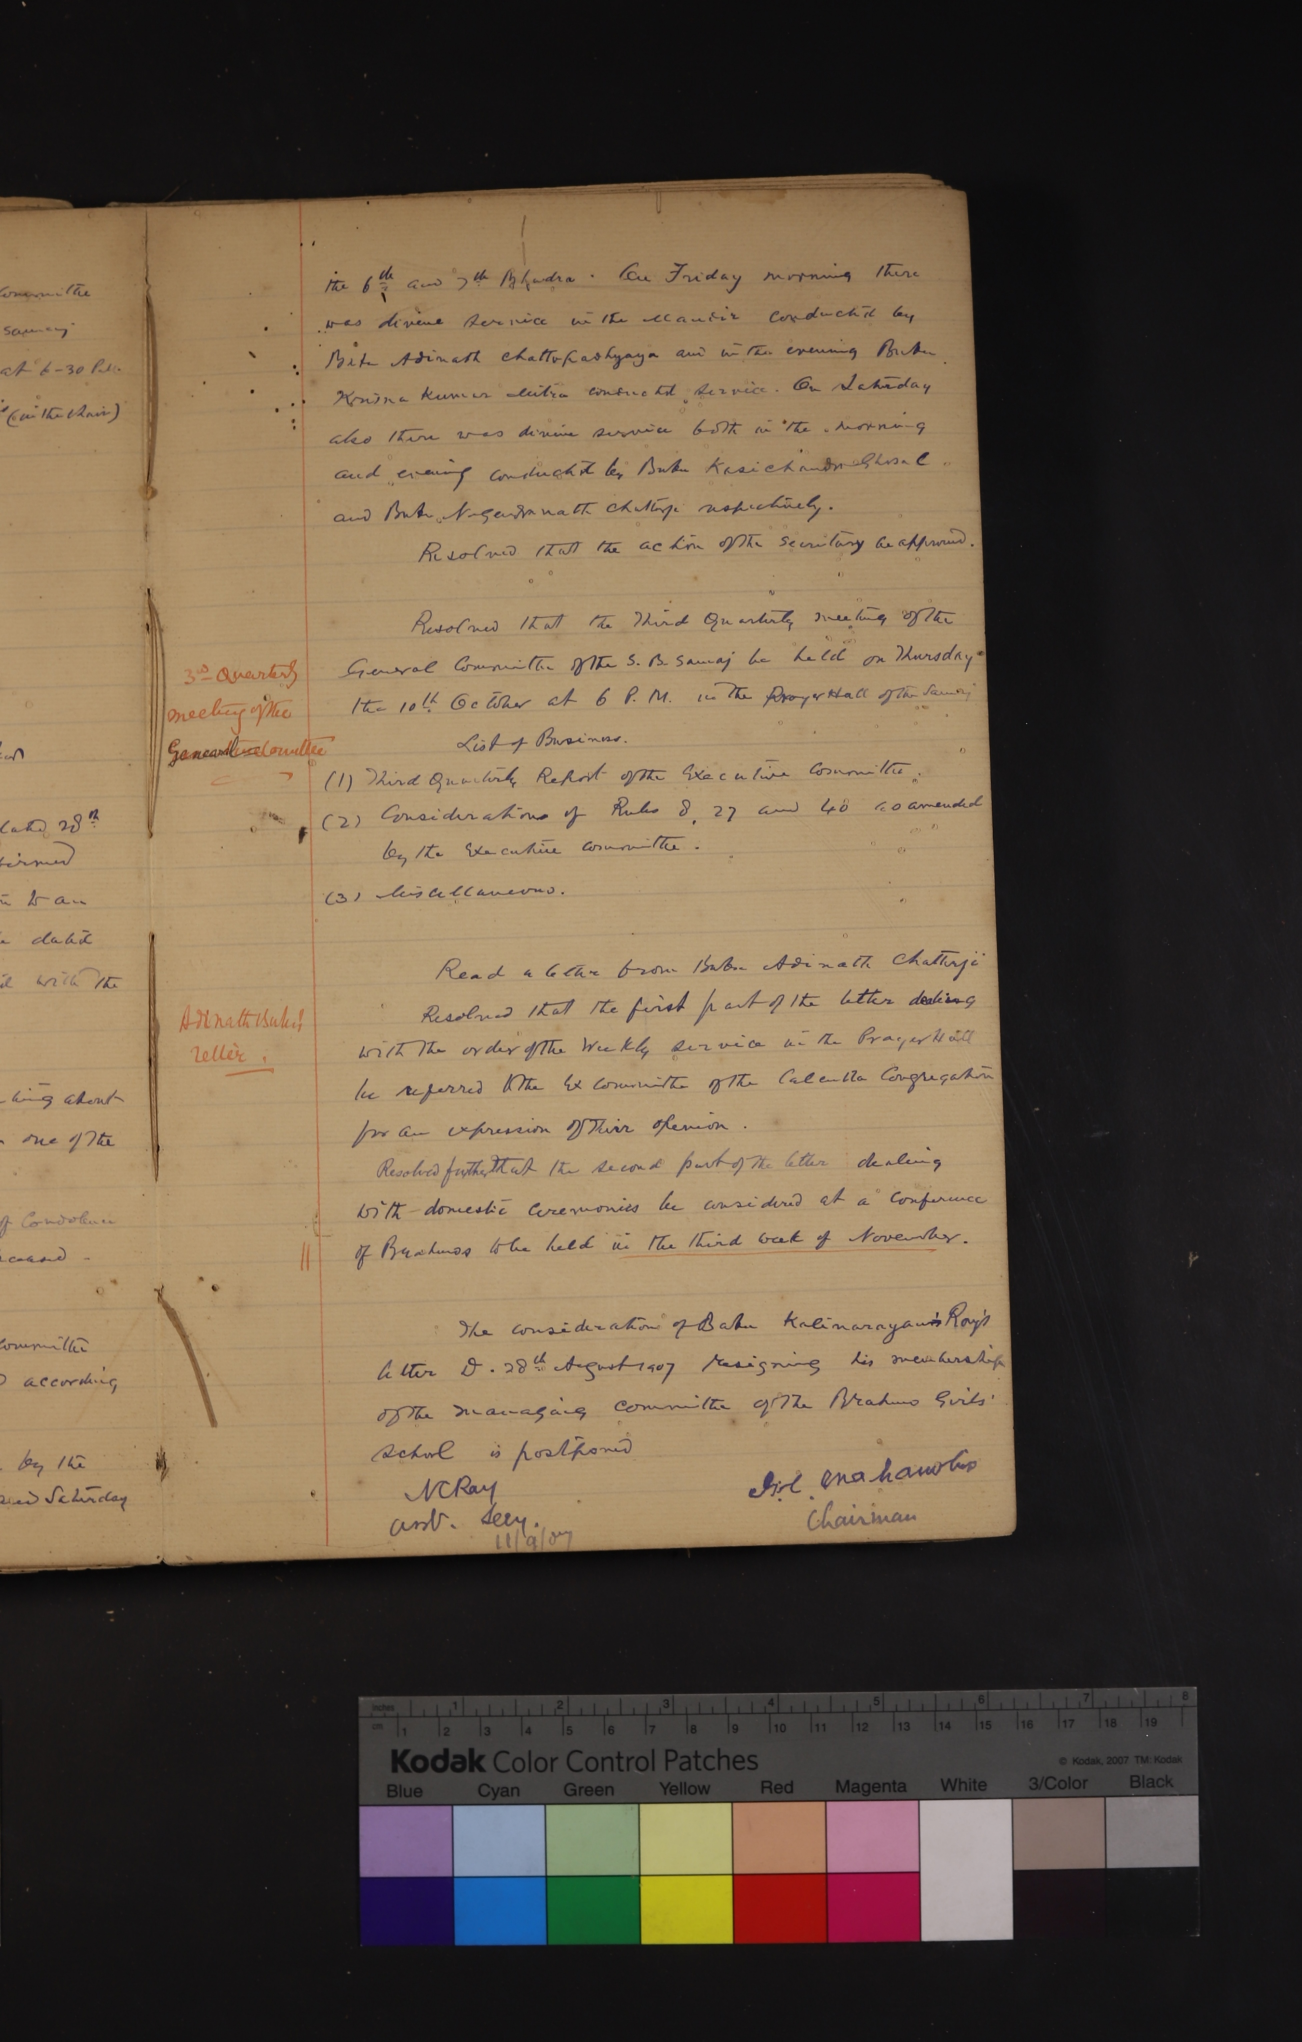 Committee
Samaj
at 6-30 P.M.
(in the chair)
dated 28th
confirmed
to an
dated
with the
about
one of the
of Condolence
deceased -
Committee
according
by the
and Saturday
the 6th and 7th Bhadra. On Friday morning there
was divine service in the Mandir conducted by
Babu Adinath Chattopadhyaya and in the evening Babu
Krisna Kumar Mitra conducted service. On Saturday
also there was divine service both in the morning
and evening conducted by Babu Kasichandra Ghosal
and Babu Nagendranath Chatterji respectively.
Resolved that the action of the Secretary be approved.
3rd Quarterly
meeting of the
General Committee
Resolved that the Third Quarterly meeting of the
General Committee of the S. B. Samaj be held on Thursday
the 10th October at 6 P.M. in the Prayer Hall of the Samaj
List of Business.
(1) Third Quarterly Report of the Executive Committee.
(2) Considerations of Rules 8, 27 and 40 as amended
by the Executive Committee.
(3) Miscellaneous.
Adinath Babu's
letter.
Read a letter from Babu Adinath Chatterji
Resolved that the first part of the letter dealing
with the order of the Weekly service in the Prayer Hall
be referred to the Ex Committee of the Calcutta Congregation
for an expression of their opinion.
Resolved further that the second part of the letter dealing
with domestic ceremonies be considered at a conference
of Brahmos to be held in the third week of November.
The consideration of Babu Kalinarayan Roy's
letter D. 28th August 1907 resigning his membership
of the managing committee of the Brahmo Girls'
School is postponed
NC Ray
Asst. Secy.
11/9/07
Mahanobis
Chairman
inches 1 2 3 4 5 6 7 8
cm 1 2 3 4 5 6 7 8 9 10 11 12 13 14 15 16 17 18 19
Kodak Color Control Patches
© Kodak, 2007 TM: Kodak
Blue Cyan Green Yellow Red Magenta White 3/Color Black